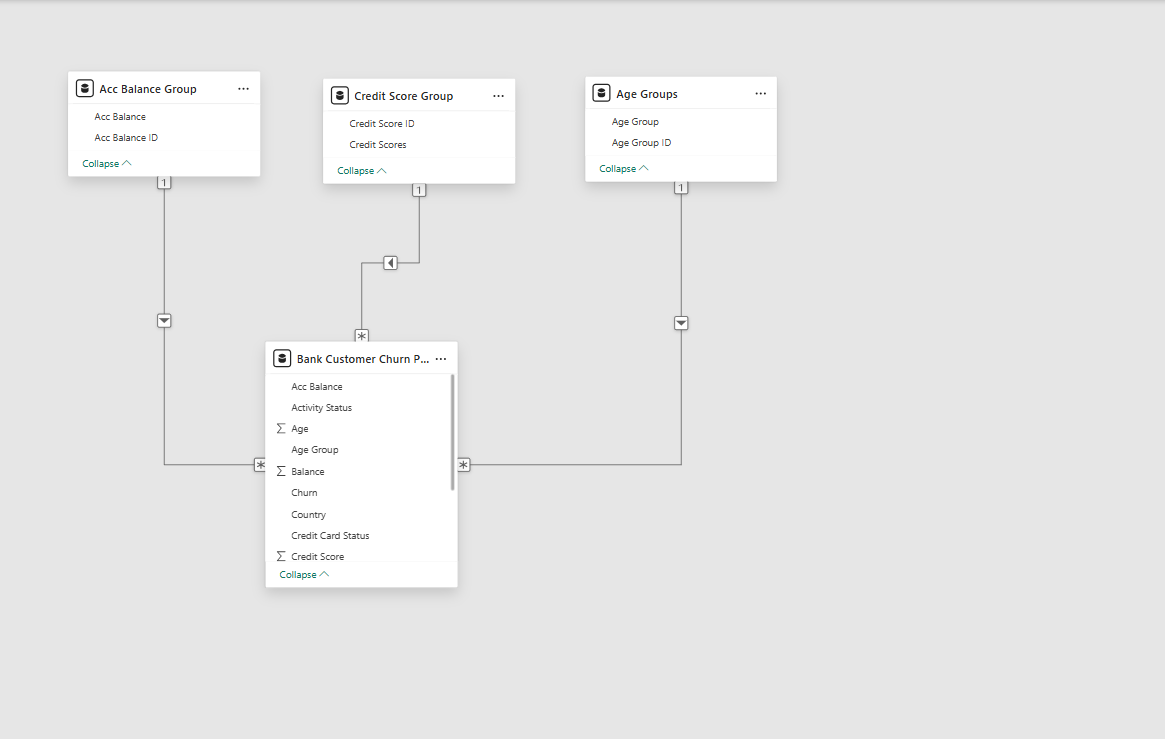 Acc Balance Group ...
Acc Balance
Acc Balance ID
Collapse
1
Credit Score Group ...
Credit Score ID
Credit Scores
Collapse
1
Age Groups ...
Age Group
Age Group ID
Collapse
1
*
Bank Customer Churn P... ...
Acc Balance
Activity Status
Σ Age
Age Group
* *
Σ Balance
Churn
Country
Credit Card Status
Σ Credit Score
Collapse